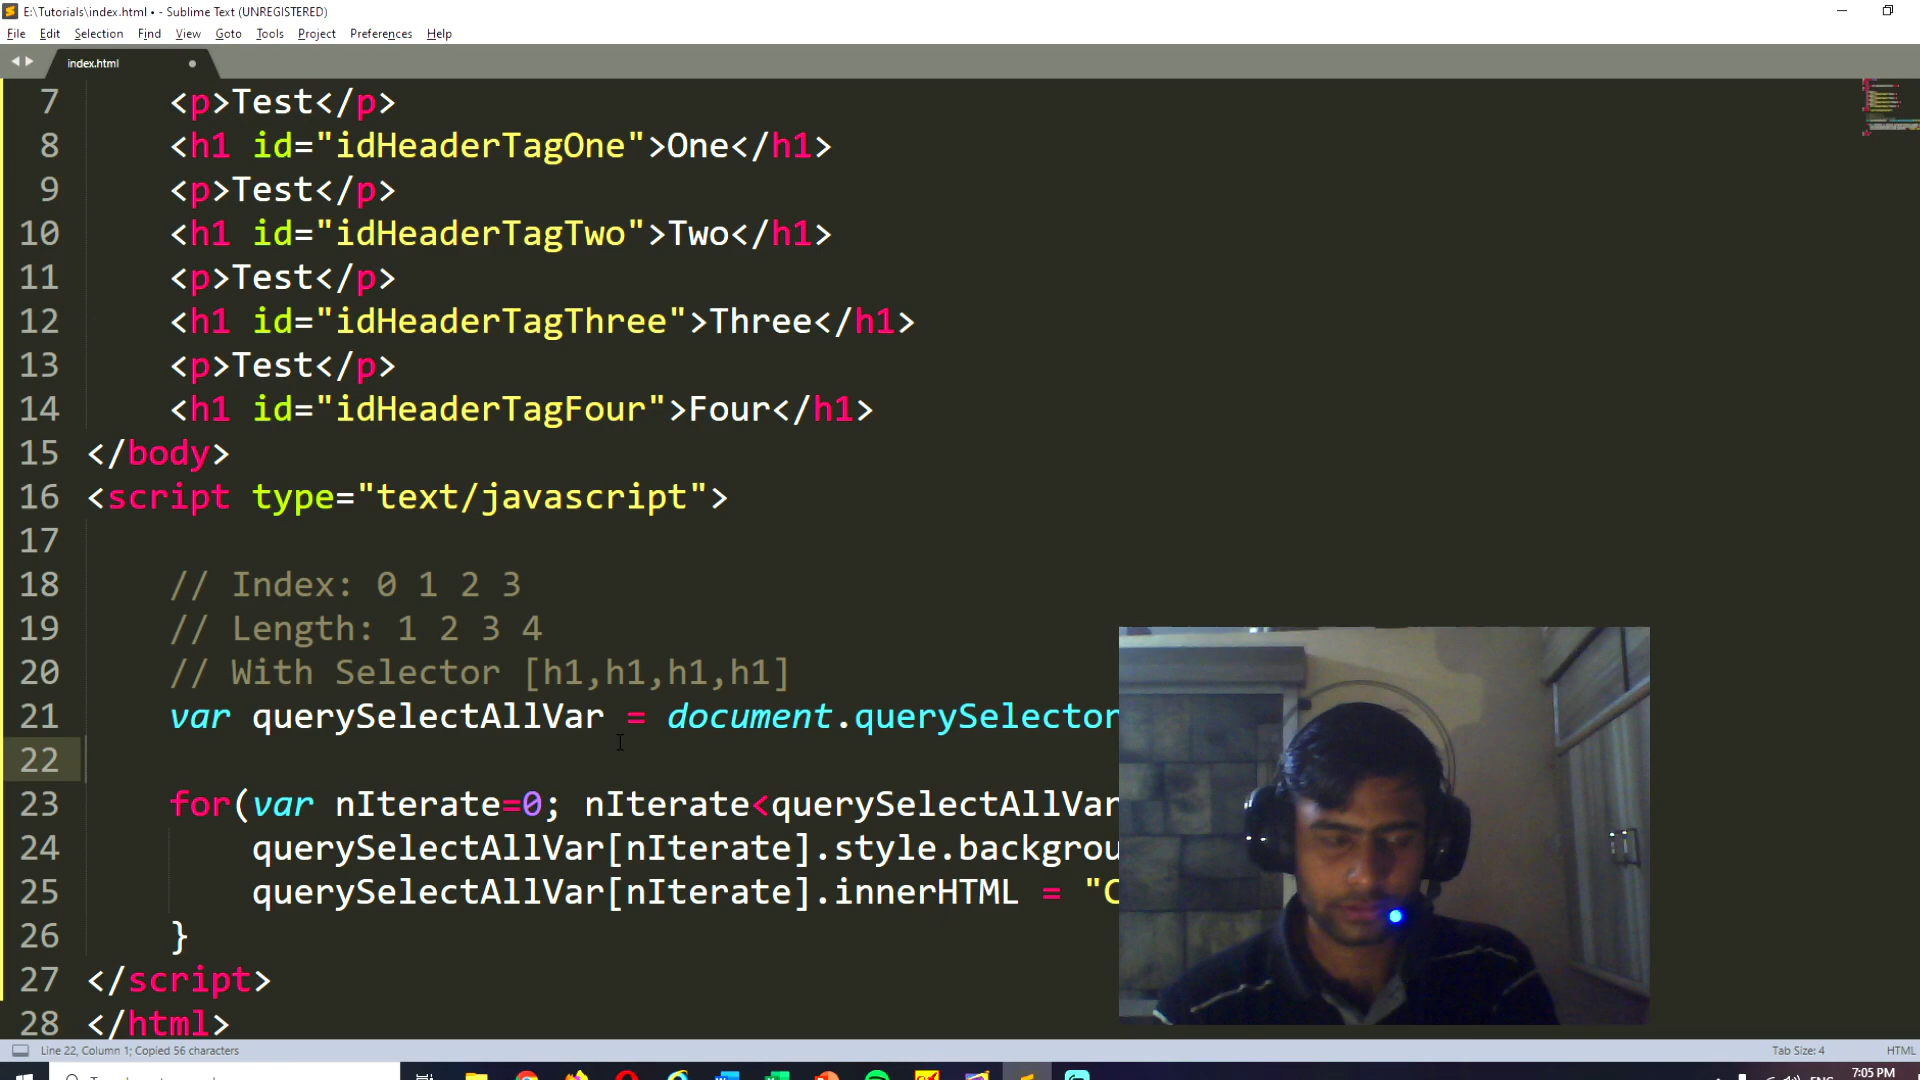 E:\Tutorials\index.html • - Sublime Text (UNREGISTERED)
File Edit Selection Find View Goto Tools Project Preferences Help
index.html
7 <p>Test</p>
8 <h1 id="idHeaderTagOne">One</h1>
9 <p>Test</p>
10 <h1 id="idHeaderTagTwo">Two</h1>
11 <p>Test</p>
12 <h1 id="idHeaderTagThree">Three</h1>
13 <p>Test</p>
14 <h1 id="idHeaderTagFour">Four</h1>
15 </body>
16 <script type="text/javascript">
17
18 // Index: 0 1 2 3
19 // Length: 1 2 3 4
20 // With Selector [h1,h1,h1,h1]
21 var querySelectAllVar = document.querySelector
22
23 for(var nIterate=0; nIterate<querySelectAllVar
24 querySelectAllVar[nIterate].style.backgrou
25 querySelectAllVar[nIterate].innerHTML = "C
26 }
27 </script>
28 </html>
Line 22, Column 1; Copied 56 characters
Tab Size: 4
HTML
7:05 PM